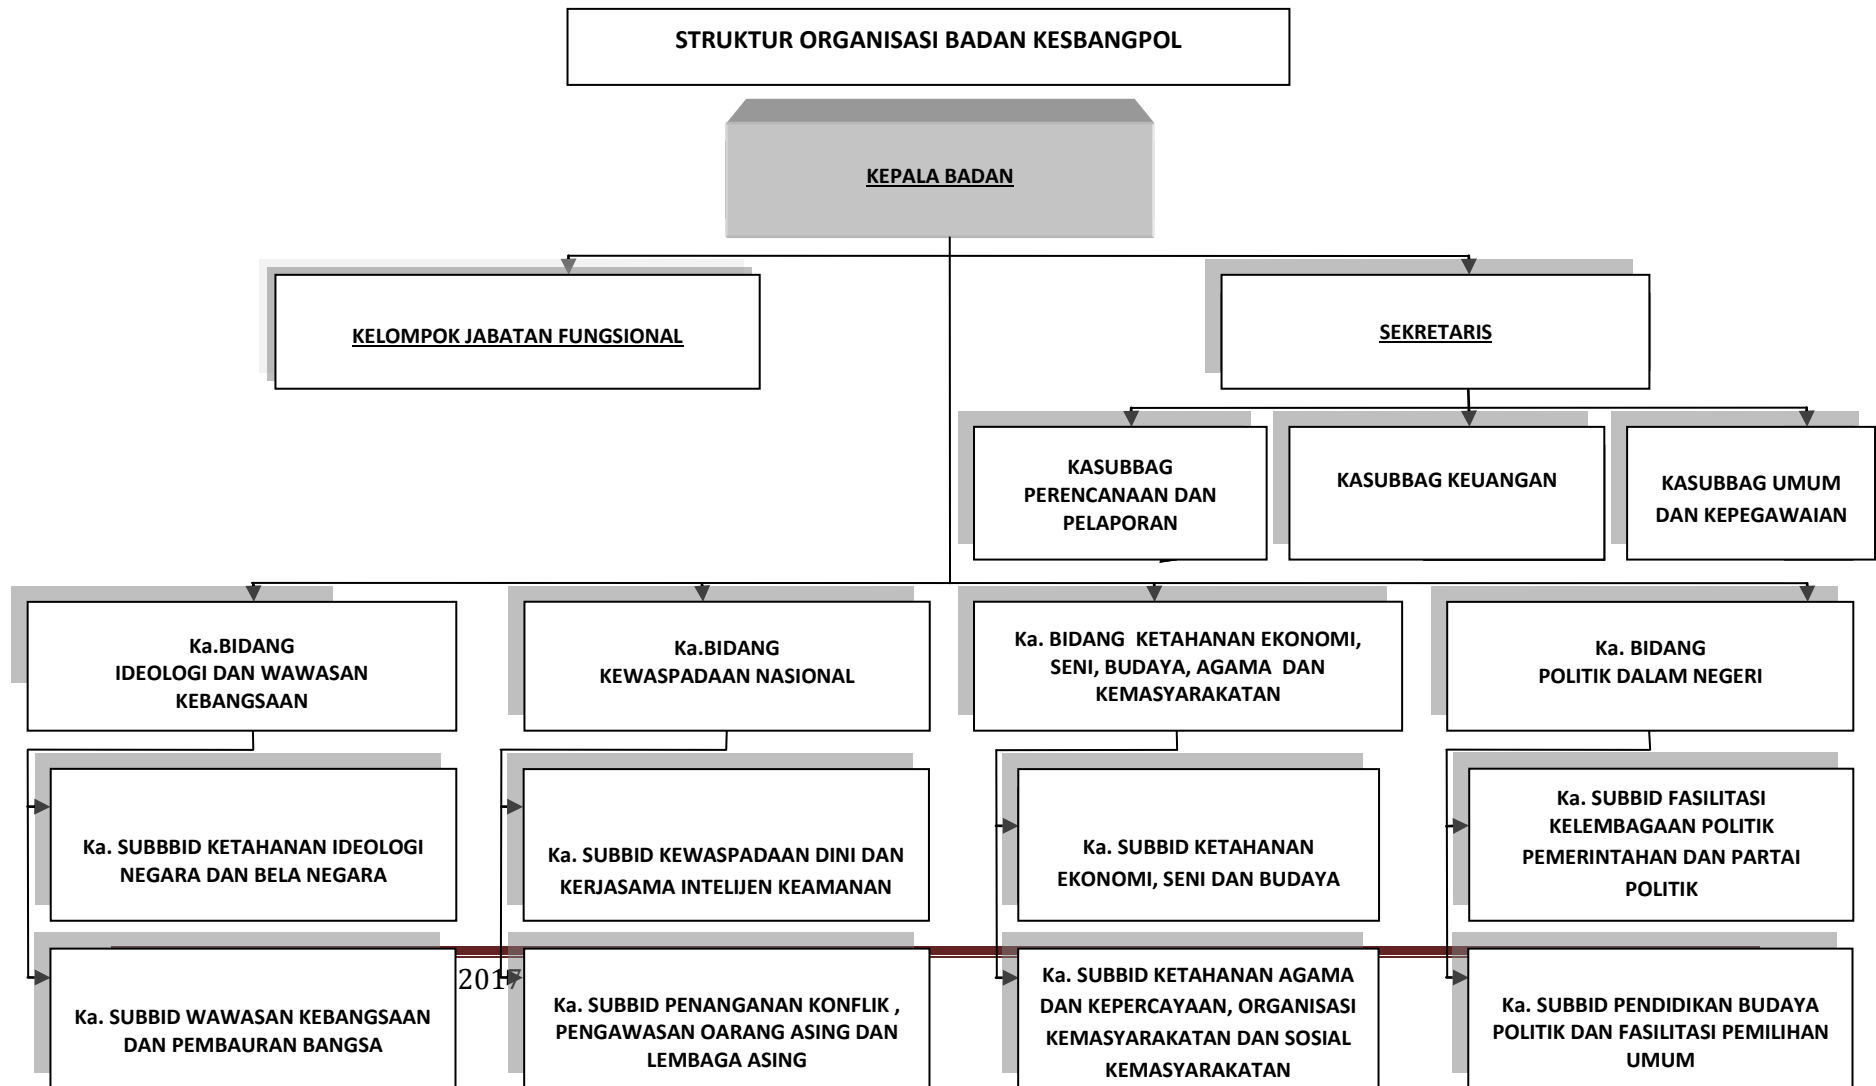 STRUKTUR ORGANISASI BADAN KESBANGPOL
KEPALA BADAN
KELOMPOK JABATAN FUNGSIONAL
SEKRETARIS
KASUBBAG
PERENCANAAN DAN
PELAPORAN
KASUBBAG KEUANGAN
KASUBBAG UMUM
DAN KEPEGAWAIAN
Ka.BIDANG
IDEOLOGI DAN WAWASAN
KEBANGSAAN
Ka.BIDANG
KEWASPADAAN NASIONAL
Ka. BIDANG  KETAHANAN EKONOMI,
SENI, BUDAYA, AGAMA  DAN
KEMASYARAKATAN
Ka. BIDANG
POLITIK DALAM NEGERI
Ka. SUBBBID KETAHANAN IDEOLOGI
NEGARA DAN BELA NEGARA
Ka. SUBBID KEWASPADAAN DINI DAN
KERJASAMA INTELIJEN KEAMANAN
Ka. SUBBID KETAHANAN
EKONOMI, SENI DAN BUDAYA
Ka. SUBBID FASILITASI
KELEMBAGAAN POLITIK
PEMERINTAHAN DAN PARTAI
POLITIK
2017
Ka. SUBBID WAWASAN KEBANGSAAN
DAN PEMBAURAN BANGSA
Ka. SUBBID PENANGANAN KONFLIK ,
PENGAWASAN OARANG ASING DAN
LEMBAGA ASING
Ka. SUBBID KETAHANAN AGAMA
DAN KEPERCAYAAN, ORGANISASI
KEMASYARAKATAN DAN SOSIAL
KEMASYARAKATAN
Ka. SUBBID PENDIDIKAN BUDAYA
POLITIK DAN FASILITASI PEMILIHAN
UMUM